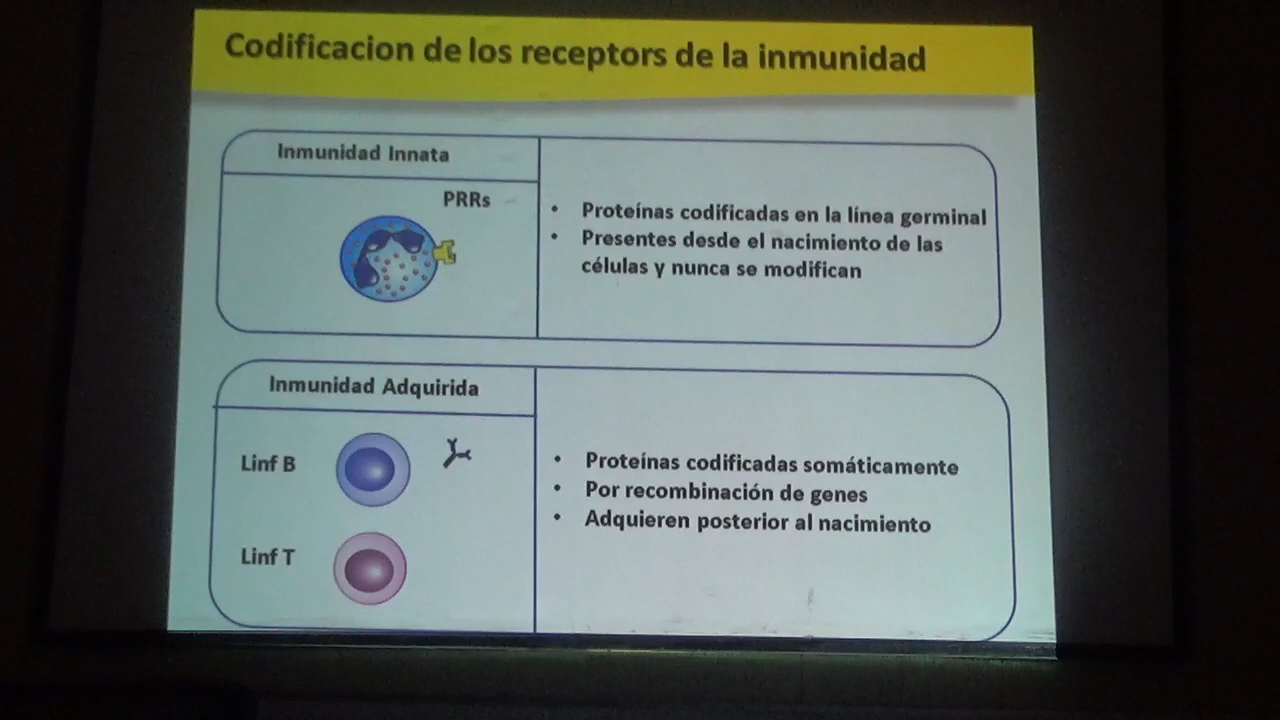 Codificacion de los receptors de la inmunidad
Inmunidad Innata
PRRs
• Proteínas codificadas en la línea germinal
• Presentes desde el nacimiento de las
células y nunca se modifican
Inmunidad Adquirida
Linf B
Linf T
• Proteínas codificadas somáticamente
• Por recombinación de genes
• Adquieren posterior al nacimiento